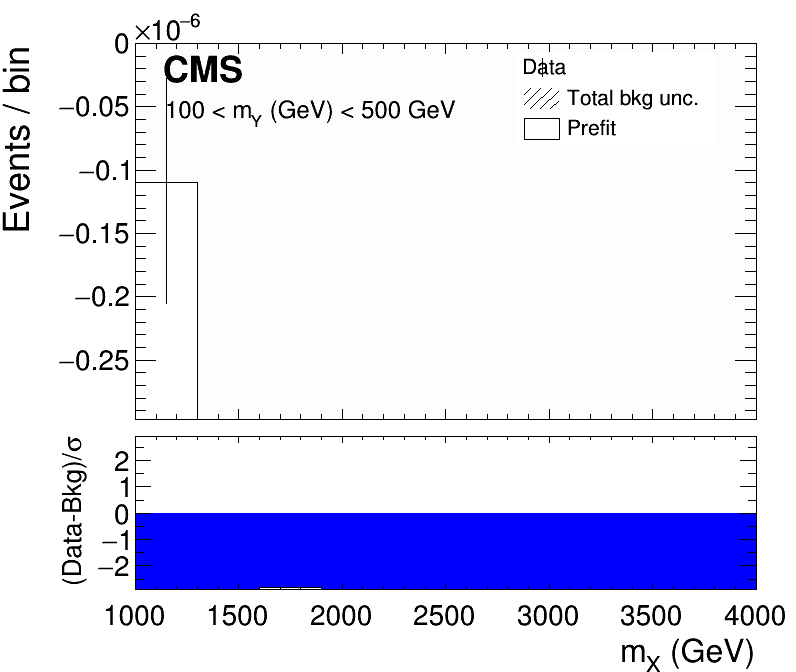 ×10⁻⁶
CMS
100 < m_Y (GeV) < 500 GeV
Data
Total bkg unc.
Prefit
Events / bin
0
−0.05
−0.1
−0.15
−0.2
−0.25
(Data-Bkg)/σ
2
1
0
−1
−2
1000 1500 2000 2500 3000 3500 4000
m_X (GeV)